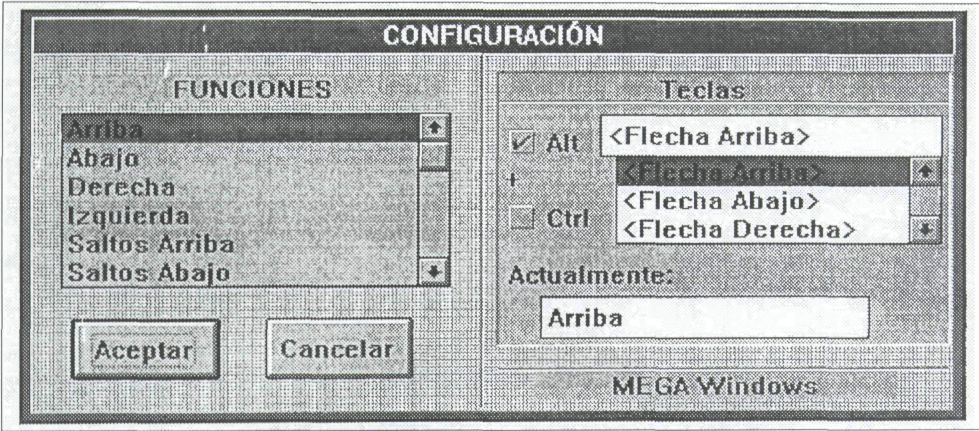 CONFIGURACIÓN
FUNCIONES
Arriba
Abajo
Derecha
Izquierda
Saltos Arriba
Saltos Abajo
Aceptar
Cancelar
Teclas
Alt
<Flecha Arriba>
+
<Flecha Arriba>
<Flecha Abajo>
Ctrl
<Flecha Derecha>
Actualmente:
Arriba
MEGA Windows